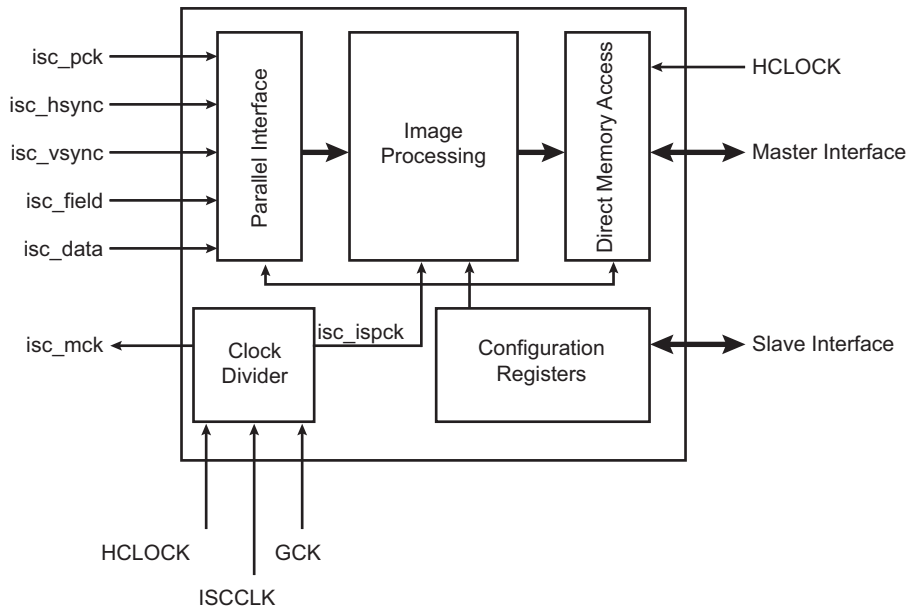 isc_pck
isc_hsync
isc_vsync
isc_field
isc_data
isc_mck
Parallel Interface
Image
Processing
Direct Memory Access
HCLOCK
Master Interface
isc_ispck
Clock
Divider
Configuration
Registers
Slave Interface
HCLOCK
GCK
ISCCLK